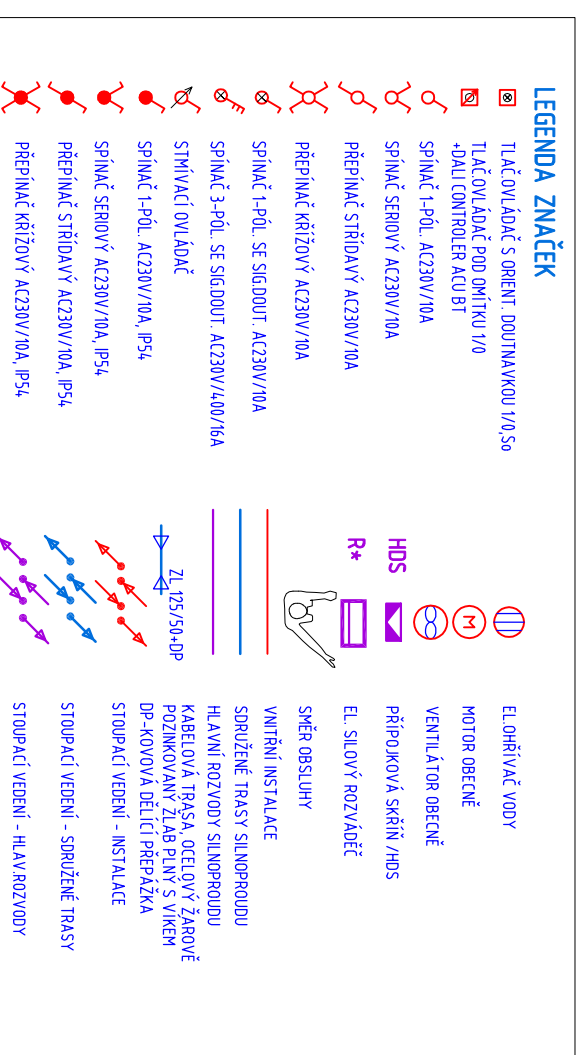 LEGENDA ZNAČEK
TLAČ.OVLÁDAČ S ORIENT. DOUTNAVKOU 1/0,So
TLAČ.OVLÁDAČ POD OMÍTKU 1/0
+DALI CONTROLER ACU BT
SPÍNAČ 1-PÓL. AC230V/10A
SPÍNAČ SERIOVÝ AC230V/10A
PŘEPÍNAČ STŘÍDAVÝ AC230V/10A
PŘEPÍNAČ KŘÍŽOVÝ AC230V/10A
SPÍNAČ 1-PÓL. SE SIG.DOUT. AC230V/10A
SPÍNAČ 3-PÓL. SE SIG.DOUT. AC230V/400/16A
STMÍVACÍ OVLÁDAČ
SPÍNAČ 1-PÓL. AC230V/10A, IP54
SPÍNAČ SERIOVÝ AC230V/10A, IP54
PŘEPÍNAČ STŘÍDAVÝ AC230V/10A, IP54
PŘEPÍNAČ KŘÍŽOVÝ AC230V/10A, IP54
EL.OHŘÍVAČ VODY
M
MOTOR OBECNĚ
VENTILÁTOR OBECNĚ
HDS
PŘÍPOJKOVÁ SKŘÍŇ /HDS
R*
EL. SILOVÝ ROZVÁDĚČ
SMĚR OBSLUHY
VNITŘNÍ INSTALACE
SDRUŽENÉ TRASY SILNOPROUDU
HLAVNÍ ROZVODY SILNOPROUDU
ZL 125/50+DP
KABELOVÁ TRASA, OCELOVÝ ŽÁROVĚ
POZINKOVANÝ ŽLAB PLNÝ S VÍKEM
DP-KOVOVÁ DĚLÍCÍ PŘEPÁŽKA
STOUPACÍ VEDENÍ - INSTALACE
STOUPACÍ VEDENÍ - SDRUŽENÉ TRASY
STOUPACÍ VEDENÍ - HLAV.ROZVODY